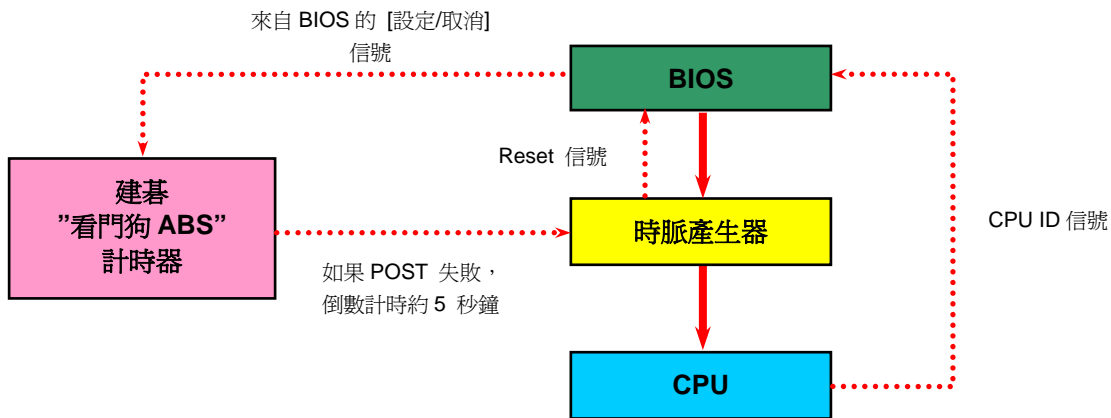 來自 BIOS 的 [設定/取消]
信號
BIOS
Reset 信號
建碁
”看門狗 ABS”
計時器
時脈產生器
CPU ID 信號
如果 POST 失敗，
倒數計時約 5 秒鐘
CPU